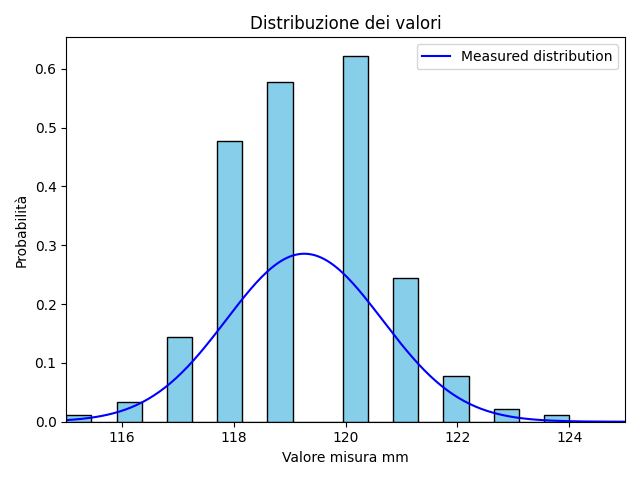 Distribuzione dei valori
Measured distribution
Probabilità
0.6
0.5
0.4
0.3
0.2
0.1
0.0
116 118 120 122 124
Valore misura mm